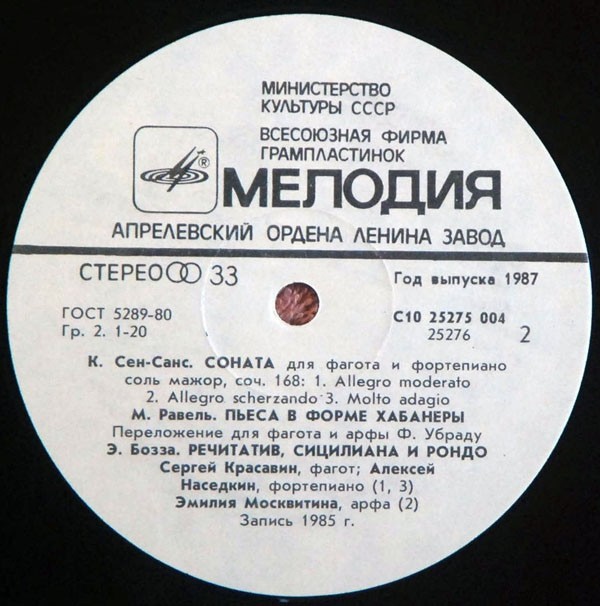 МИНИСТЕРСТВО
КУЛЬТУРЫ СССР
ВСЕСОЮЗНАЯ ФИРМА
ГРАМПЛАСТИНОК
®
МЕЛОДИЯ
АПРЕЛЕВСКИЙ ОРДЕНА ЛЕНИНА ЗАВОД
СТЕРЕО 33
Год выпуска 1987
ГОСТ 5289-80
Гр. 2. 1-20
С10 25275 004
25276
2
К. Сен-Санс. СОНАТА для фагота и фортепиано
соль мажор, соч. 168: 1. Allegro moderato
2. Allegro scherzando 3. Molto adagio
М. Равель. ПЬЕСА В ФОРМЕ ХАБАНЕРЫ
Переложение для фагота и арфы Ф. Убраду
Э. Бозза. РЕЧИТАТИВ, СИЦИЛИАНА И РОНДО
Сергей Красавин, фагот; Алексей
Наседкин, фортепиано (1, 3)
Эмилия Москвитина, арфа (2)
Запись 1985 г.